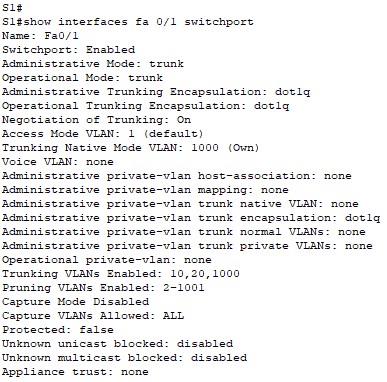 S1#
S1#show interfaces fa 0/1 switchport
Name: Fa0/1
Switchport: Enabled
Administrative Mode: trunk
Operational Mode: trunk
Administrative Trunking Encapsulation: dot1q
Operational Trunking Encapsulation: dot1q
Negotiation of Trunking: On
Access Mode VLAN: 1 (default)
Trunking Native Mode VLAN: 1000 (Own)
Voice VLAN: none
Administrative private-vlan host-association: none
Administrative private-vlan mapping: none
Administrative private-vlan trunk native VLAN: none
Administrative private-vlan trunk encapsulation: dot1q
Administrative private-vlan trunk normal VLANs: none
Administrative private-vlan trunk private VLANs: none
Operational private-vlan: none
Trunking VLANs Enabled: 10,20,1000
Pruning VLANs Enabled: 2-1001
Capture Mode Disabled
Capture VLANs Allowed: ALL
Protected: false
Unknown unicast blocked: disabled
Unknown multicast blocked: disabled
Appliance trust: none